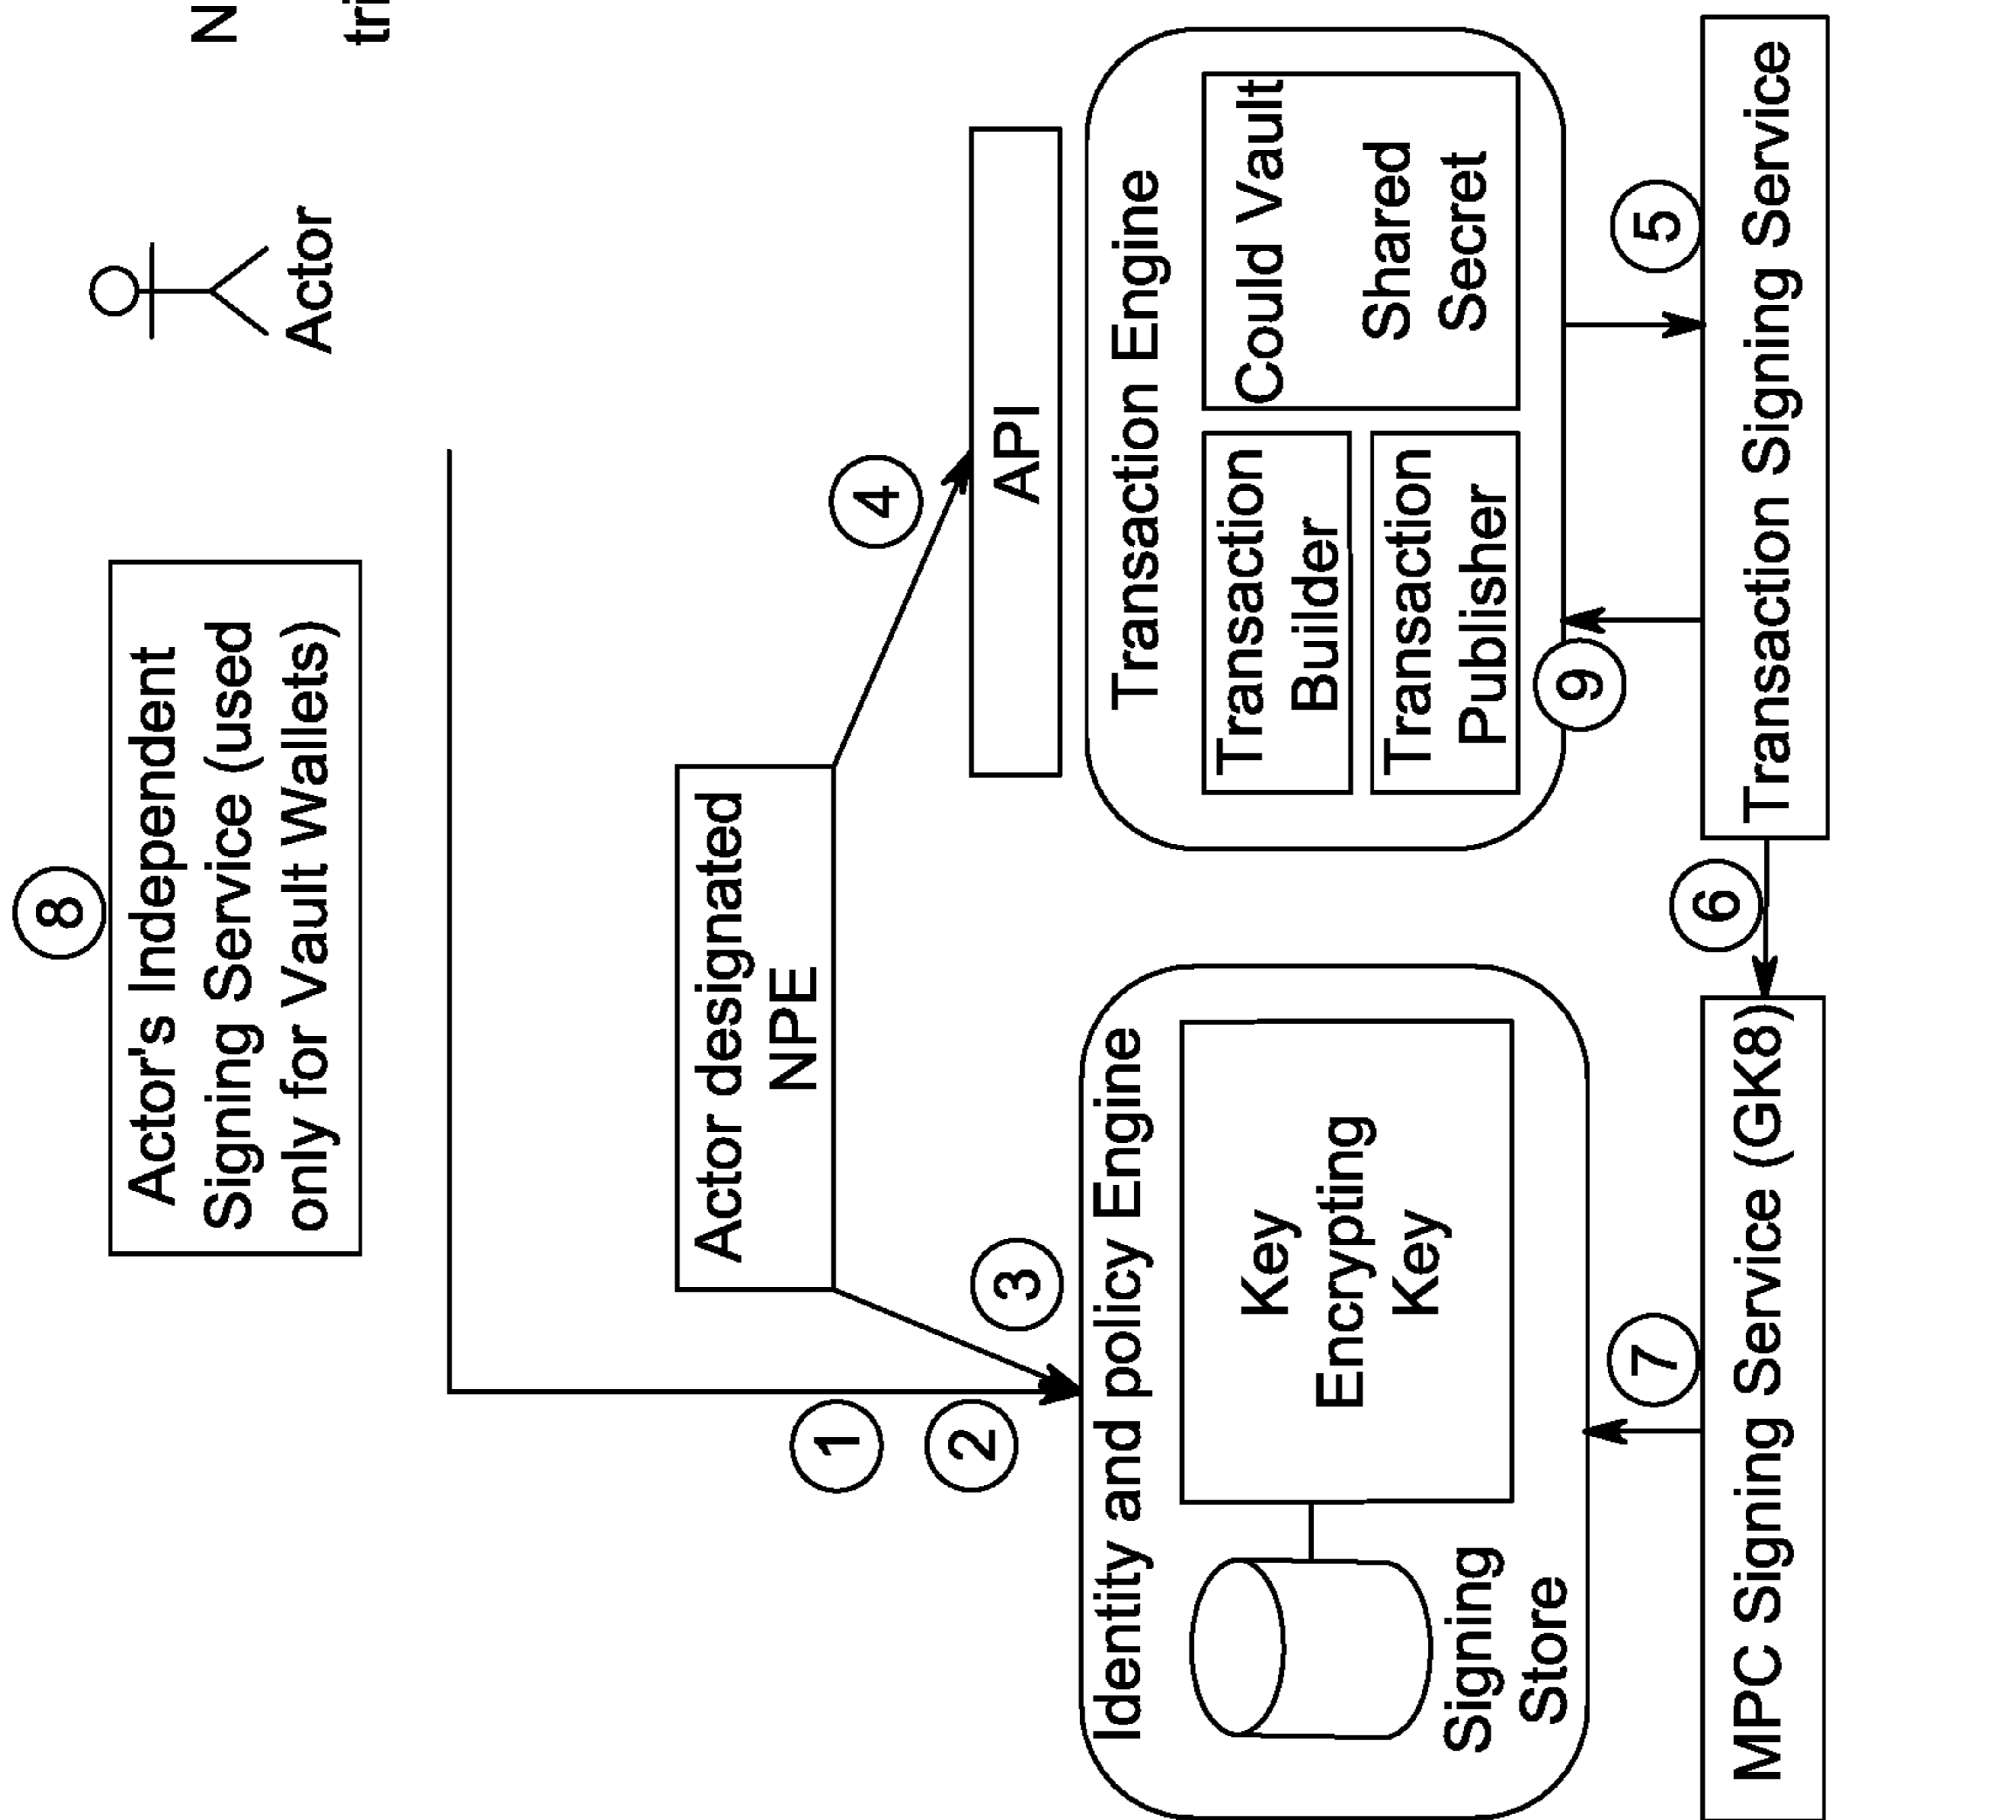 8
Actor's Independent
Signing Service (used
only for Vault Wallets)
Actor
N
tri
Actor designated
NPE
1
2
3
4
API
Identity and policy Engine
Key
Encrypting
Key
Signing
Store
Transaction Engine
Transaction
Builder
Transaction
Publisher
Could Vault
Shared
Secret
7
9
5
6
MPC Signing Service (GK8)
Transaction Signing Service